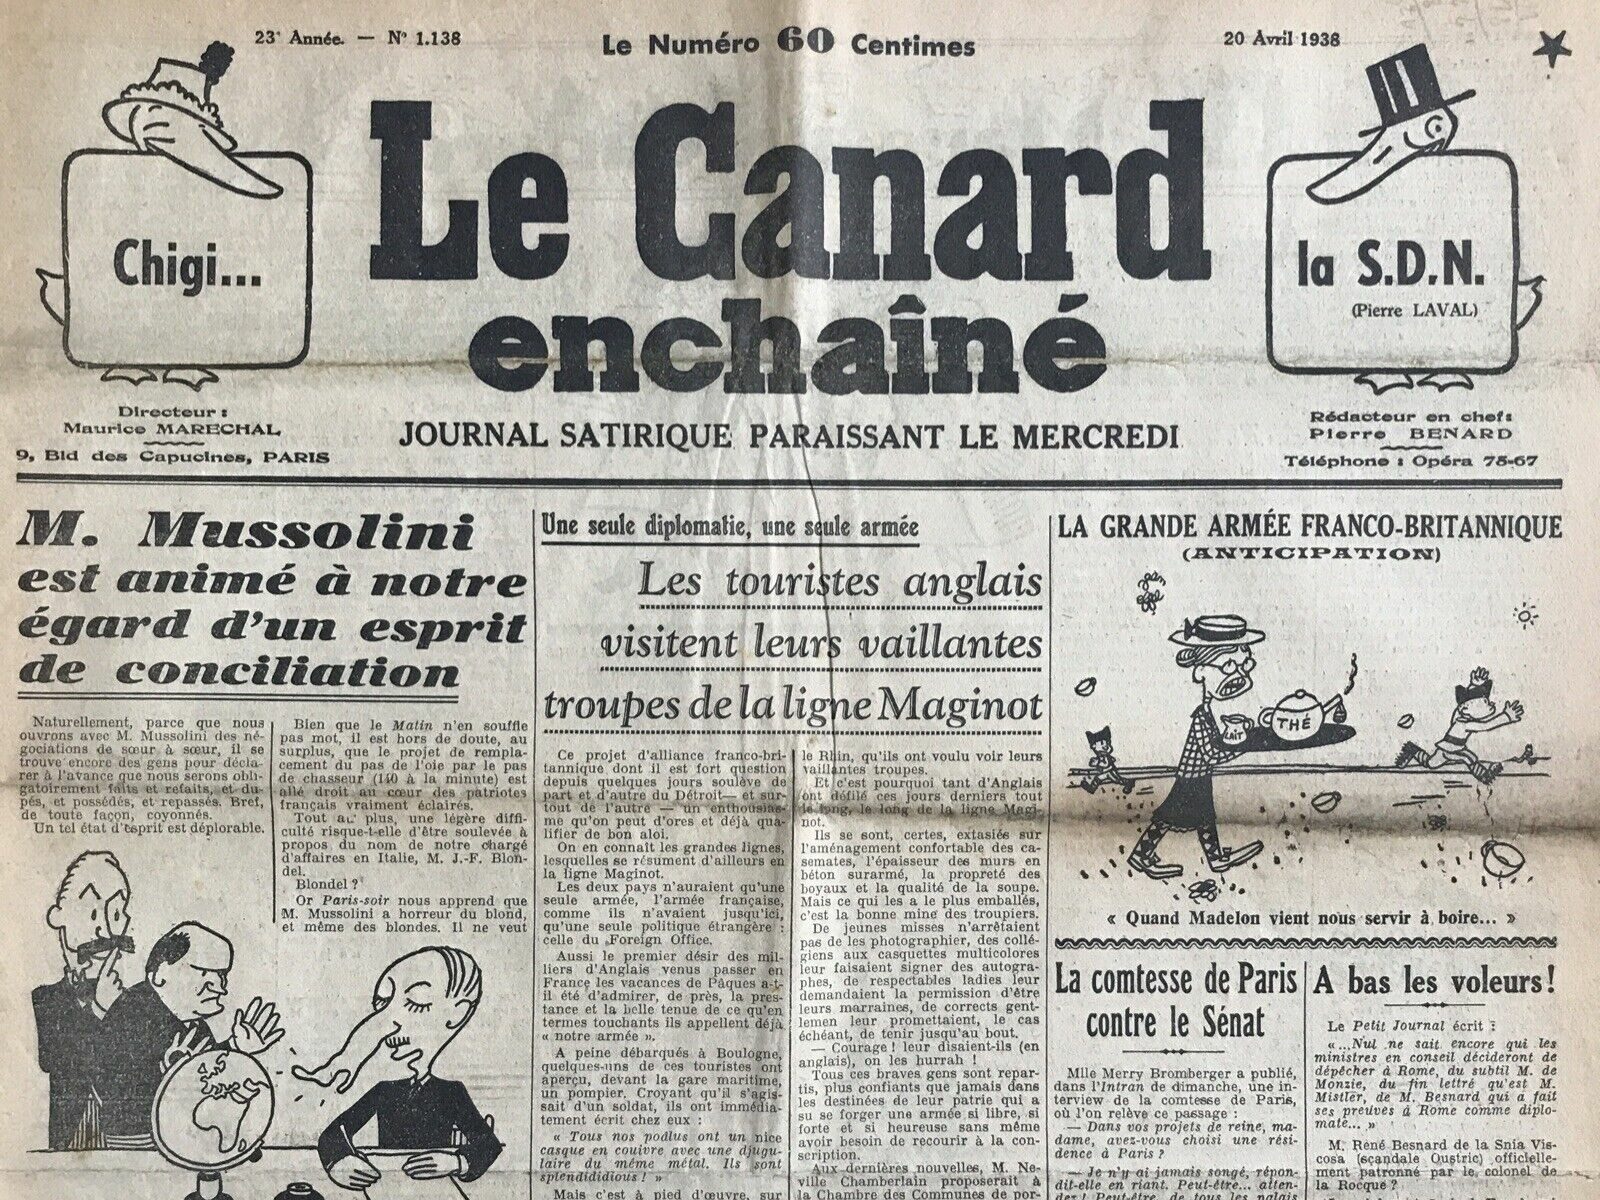 23e Année. — No 1.138
Le Numéro 60 Centimes
20 Avril 1938
Chigi...
Le Canard
enchaîné
la S.D.N.
(Pierre LAVAL)
Directeur :
Maurice MARECHAL
9, Bld des Capucines, PARIS
JOURNAL SATIRIQUE PARAISSANT LE MERCREDI
Rédacteur en chef :
Pierre BENARD
Téléphone : Opéra 75-67
M. Mussolini
est animé à notre
égard d'un esprit
de conciliation
Naturellement, parce que nous
ouvrons avec M. Mussolini des né-
gociations de sœur à sœur, il se
trouve encore des gens pour décla-
rer à l'avance que nous serons obli-
gatoirement faits et refaits, et du-
pés, et possédés, et repassés. Bref,
de toute façon, coyonnés.
Un tel état d'esprit est déplorable.
Bien que le Matin n'en souffle
pas mot, il est hors de doute, au
surplus, que le projet de rempla-
cement du pas de l'oie par le pas
de chasseur (140 à la minute) est
allé droit au cœur des patriotes
français vraiment éclairés.
Tout au plus, une légère diffi-
culté risque-t-elle d'être soulevée à
propos du nom de notre chargé
d'affaires en Italie, M. J.-F. Blon-
del.
Blondel ?
Or Paris-soir nous apprend que
M. Mussolini a horreur du blond,
et même des blondes. Il ne veut
Une seule diplomatie, une seule armée
Les touristes anglais
visitent leurs vaillantes
troupes de la ligne Maginot
Ce projet d'alliance franco-bri-
tannique dont il est fort question
depuis quelques jours soulève de
part et d'autre du Détroit — et sur-
tout de l'autre — un enthousias-
me qu'on peut d'ores et déjà qua-
lifier de bon aloi.
On en connaît les grandes lignes,
lesquelles se résument d'ailleurs en
la ligne Maginot.
Les deux pays n'auraient qu'une
seule armée, l'armée française,
comme ils n'avaient jusqu'ici,
qu'une seule politique étrangère :
celle du Foreign Office.
Aussi le premier désir des mil-
liers d'Anglais venus passer en
France les vacances de Pâques a-t-
il été d'admirer, de près, la pres-
tance et la belle tenue de ce qu'en
termes touchants ils appellent déjà
« notre armée ».
A peine débarqués à Boulogne,
quelques-uns de ces touristes ont
aperçu, devant la gare maritime,
un pompier. Croyant qu'il s'agis-
sait d'un soldat, ils ont immédia-
tement écrit chez eux :
« Tous nos poilus ont un nice
casque en couivre avec une djugu-
laire du même métal. Ils sont
splendididious ! »
Mais c'est à pied d'œuvre, sur
le Rhin, qu'ils ont voulu voir leurs
vaillantes troupes.
Et c'est pourquoi tant d'Anglais
ont défilé ces jours derniers tout
le long, le long de la ligne Magi-
not.
Ils se sont, certes, extasiés sur
l'aménagement confortable des ca-
semates, l'épaisseur des murs en
béton surarmé, la propreté des
boyaux et la qualité de la soupe.
Mais ce qui les a le plus emballés,
c'est la bonne mine des troupiers.
De jeunes misses n'arrêtaient
pas de les photographier, des collé-
giens aux casquettes multicolores
leur faisaient signer des autogra-
phes, de respectables ladies leur
demandaient la permission d'être
leurs marraines, de corrects gent-
lemen leur promettaient, le cas
échéant, de tenir jusqu'au bout.
— Courage ! leur disaient-ils (en
anglais), on les hurrah !
Tous ces braves gens sont repar-
tis, plus confiants que jamais dans
les destinées de leur patrie qui a
su se forger une armée si libre, si
forte et si heureuse sans même
avoir besoin de recourir à la con-
scription.
Aux dernières nouvelles, M. Ne-
ville Chamberlain proposerait à
la Chambre des Communes de por-
LA GRANDE ARMÉE FRANCO-BRITANNIQUE
(ANTICIPATION)
LAIT
THÉ
« Quand Madelon vient nous servir à boire... »
La comtesse de Paris
contre le Sénat
Mlle Merry Bromberger a publié,
dans l'Intran de dimanche, une in-
terview de la comtesse de Paris,
où l'on relève ce passage :
— Dans vos projets de reine, ma-
dame, avez-vous choisi une rési-
dence à Paris ?
— Je n'y ai jamais songé, répon-
dit-elle en riant. Peut-être... atten-
dez ! Peut-être, de tous les palais
A bas les voleurs !
Le Petit Journal écrit :
« ...Nul ne sait encore qui les
ministres en conseil décideront de
dépêcher à Rome, du subtil M. de
Monzie, du fin lettré qu'est M.
Mistler, de M. Besnard qui a fait
ses preuves à Rome comme diplo-
mate... »
M. René Besnard de la Snia Vis-
cosa (scandale Oustric) officielle-
ment patronné par le colonel de
la Rocque ?